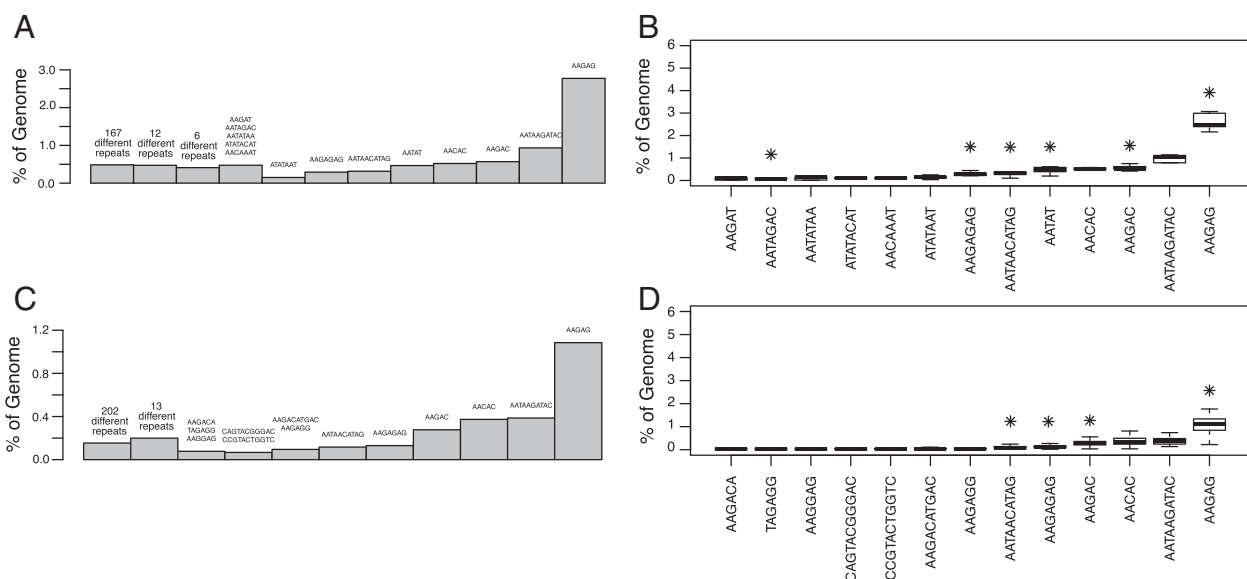 A
% of Genome
3.0
2.0
1.0
0.0
167
different
repeats
12
different
repeats
6
different
repeats
AAGAT
AATAGAC
AATATAA
ATATACAT
AACAAAT
ATATAAT
AAGAGAG
AATAACATAG
AATAT
AACAC
AAGAC
AATAAGATAC
AAGAG
B
% of Genome
6
5
4
3
2
1
0
*
*
*
*
*
*
AAGAT
AATAGAC
AATATAA
ATATACAT
AACAAAT
ATATAAT
AAGAGAG
AATAACATAG
AATAT
AACAC
AAGAC
AATAAGATAC
AAGAG
C
% of Genome
1.2
0.8
0.4
0.0
202
different
repeats
13
different
repeats
AAGACA
TAGAGG
AAGGAG
CAGTACGGGAC
CCGTACTGGTC
AAGACATGAC
AAGAGG
AATAACATAG
AAGAGAG
AAGAC
AACAC
AATAAGATAC
AAGAG
D
% of Genome
6
5
4
3
2
1
0
*
*
*
*
AAGACA
TAGAGG
AAGGAG
CAGTACGGGAC
CCGTACTGGTC
AAGACATGAC
AAGAGG
AATAACATAG
AAGAGAG
AAGAC
AACAC
AATAAGATAC
AAGAG